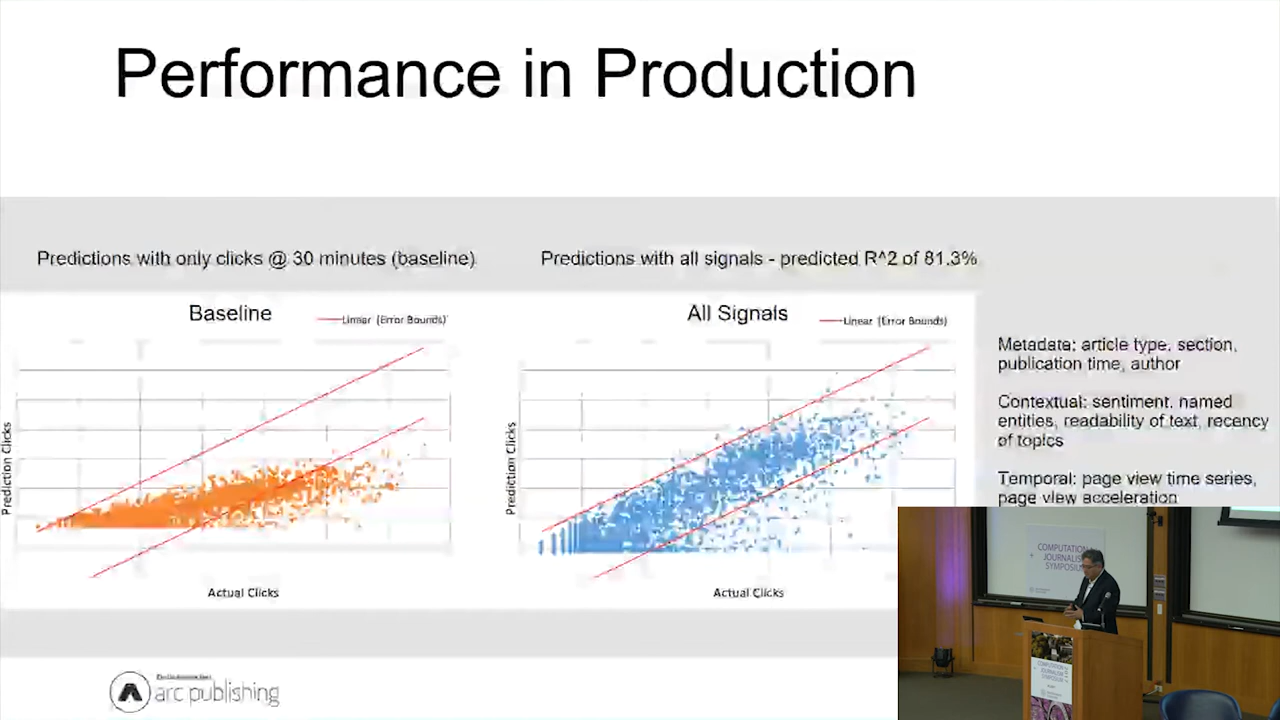 Performance in Production
Predictions with only clicks @ 30 minutes (baseline)
Predictions with all signals - predicted R^2 of 81.3%
Baseline
Linear (Error Bounds)
All Signals
Linear (Error Bounds)
Prediction Clicks
Actual Clicks
Prediction Clicks
Actual Clicks
Metadata: article type, section,
publication time, author
Contextual: sentiment, named
entities, readability of text, recency
of topics
Temporal: page view time series,
page view acceleration
arc publishing
COMPUTATION
JOURNALIS
SYMPOSIU